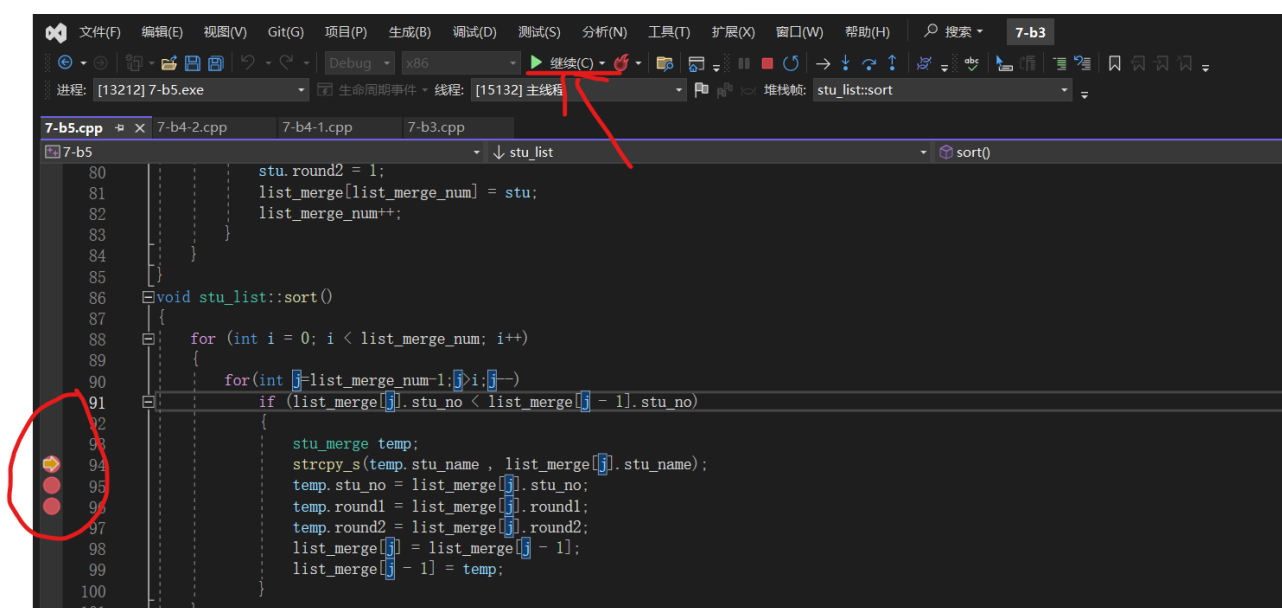 文件(F) 编辑(E) 视图(V) Git(G) 项目(P) 生成(B) 调试(D) 测试(S) 分析(N) 工具(T) 扩展(X) 窗口(W) 帮助(H) 搜索 7-b3
Debug x86 继续(C)
进程: [13212] 7-b5.exe 生命周期事件 线程: [15132] 主线程 堆栈帧: stu_list::sort
7-b5.cpp 7-b4-2.cpp 7-b4-1.cpp 7-b3.cpp
7-b5 stu_list sort()
80 stu.round2 = 1;
81 list_merge[list_merge_num] = stu;
82 list_merge_num++;
83 }
84 }
85 }
86 void stu_list::sort()
87 {
88 for (int i = 0; i < list_merge_num; i++)
89 {
90 for(int j=list_merge_num-1;j>i;j--)
91 if (list_merge[j].stu_no < list_merge[j - 1].stu_no)
92 {
93 stu_merge temp;
94 strcpy_s(temp.stu_name , list_merge[j].stu_name);
95 temp.stu_no = list_merge[j].stu_no;
96 temp.round1 = list_merge[j].round1;
97 temp.round2 = list_merge[j].round2;
98 list_merge[j] = list_merge[j - 1];
99 list_merge[j - 1] = temp;
100 }